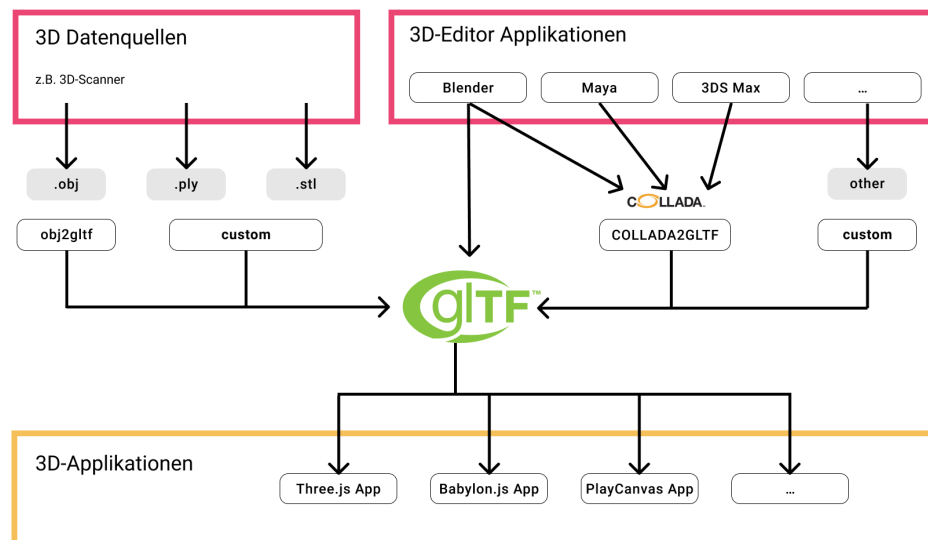 3D Datenquellen
z.B. 3D-Scanner
3D-Editor Applikationen
Blender
Maya
3DS Max
...
.obj
.ply
.stl
other
COLLADA.
obj2gltf
custom
COLLADA2GLTF
custom
glTF™
3D-Applikationen
Three.js App
Babylon.js App
PlayCanvas App
...